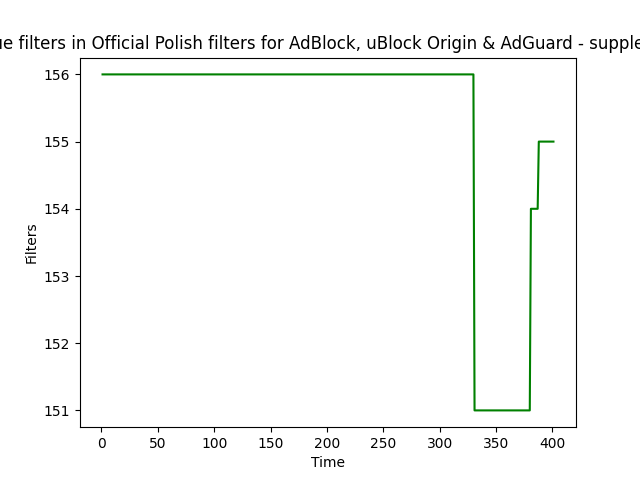 ue filters in Official Polish filters for AdBlock, uBlock Origin & AdGuard - supple
156
155
154
153
152
151
Filters
0 50 100 150 200 250 300 350 400
Time